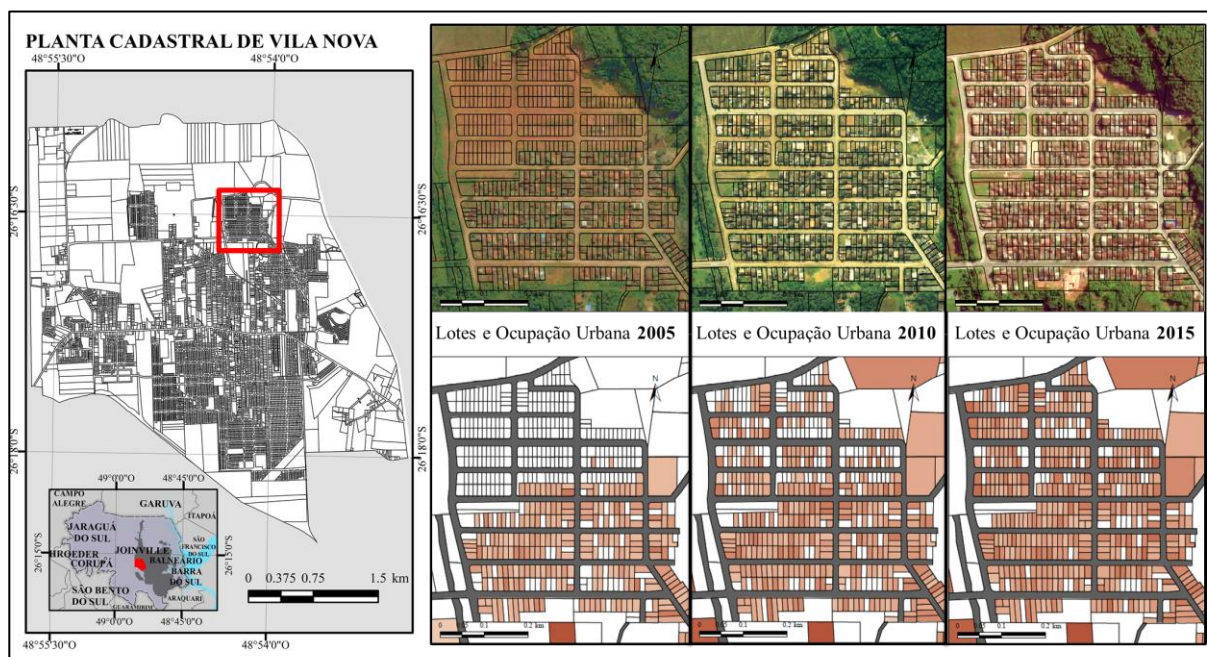 PLANTA CADASTRAL DE VILA NOVA
48°55'30"O
48°54'0"O
26°16'30"S
26°16'30"S
26°18'0"S
26°18'0"S
49°0'0"O
48°45'0"O
CAMPO
ALEGRE
GARUVA
ITAPOÁ
JARAGUÁ
DO SUL
SÃO
FRANCISCO
DO SUL
JOINVILLE
HROEDER
CORUPÁ
BALNEÁRIO
BARRA
DO SUL
SÃO BENTO
DO SUL
ARAQUARI
GUARAMIRIM
26°15'0"S
26°15'0"S
49°0'0"O
48°45'0"O
0 0.375 0.75 1.5 km
48°55'30"O
48°54'0"O
Lotes e Ocupação Urbana 2005
Lotes e Ocupação Urbana 2010
Lotes e Ocupação Urbana 2015
N
N
N
0 0.05 0.1 0.2 km
0 0.05 0.1 0.2 km
0 0.05 0.1 0.2 km